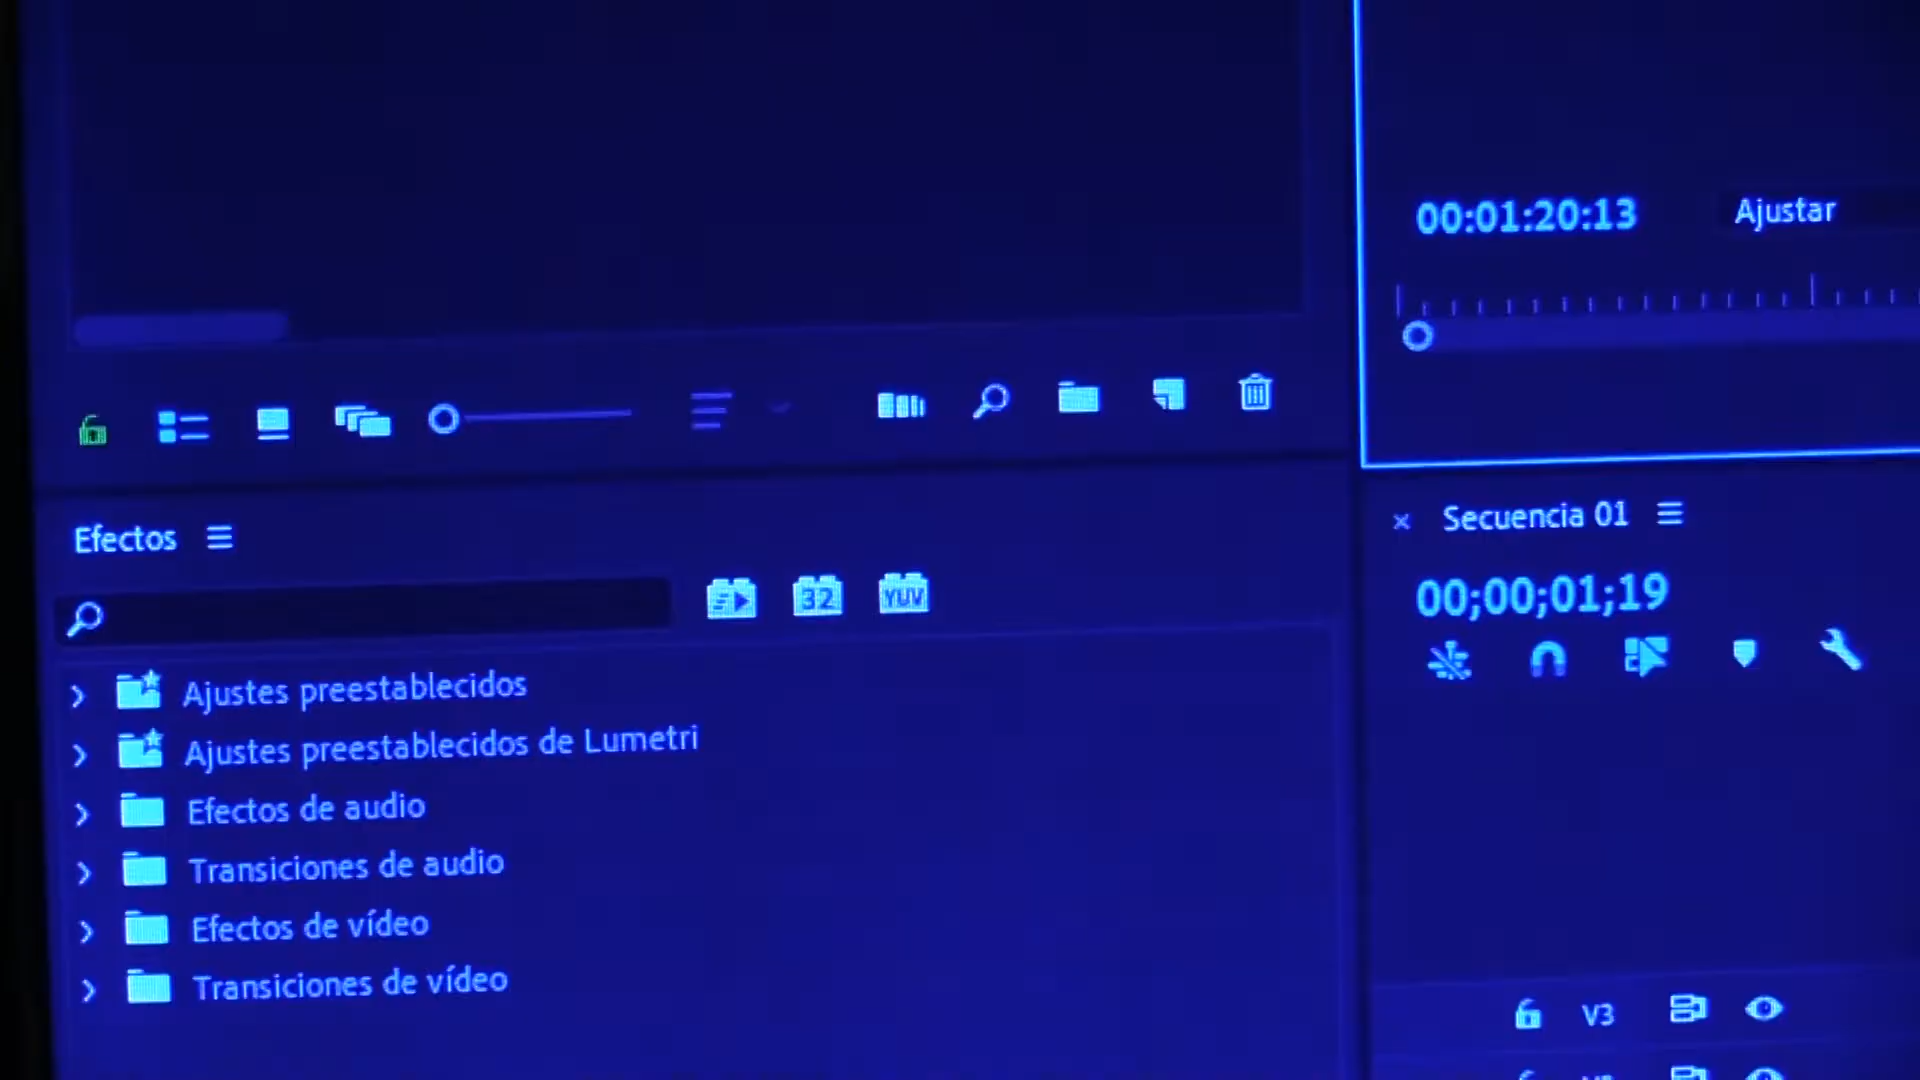 00:01:20:13 Ajustar
Efectos
32 YUV
Ajustes preestablecidos
Ajustes preestablecidos de Lumetri
Efectos de audio
Transiciones de audio
Efectos de vídeo
Transiciones de vídeo
Secuencia 01
00;00;01;19
V3